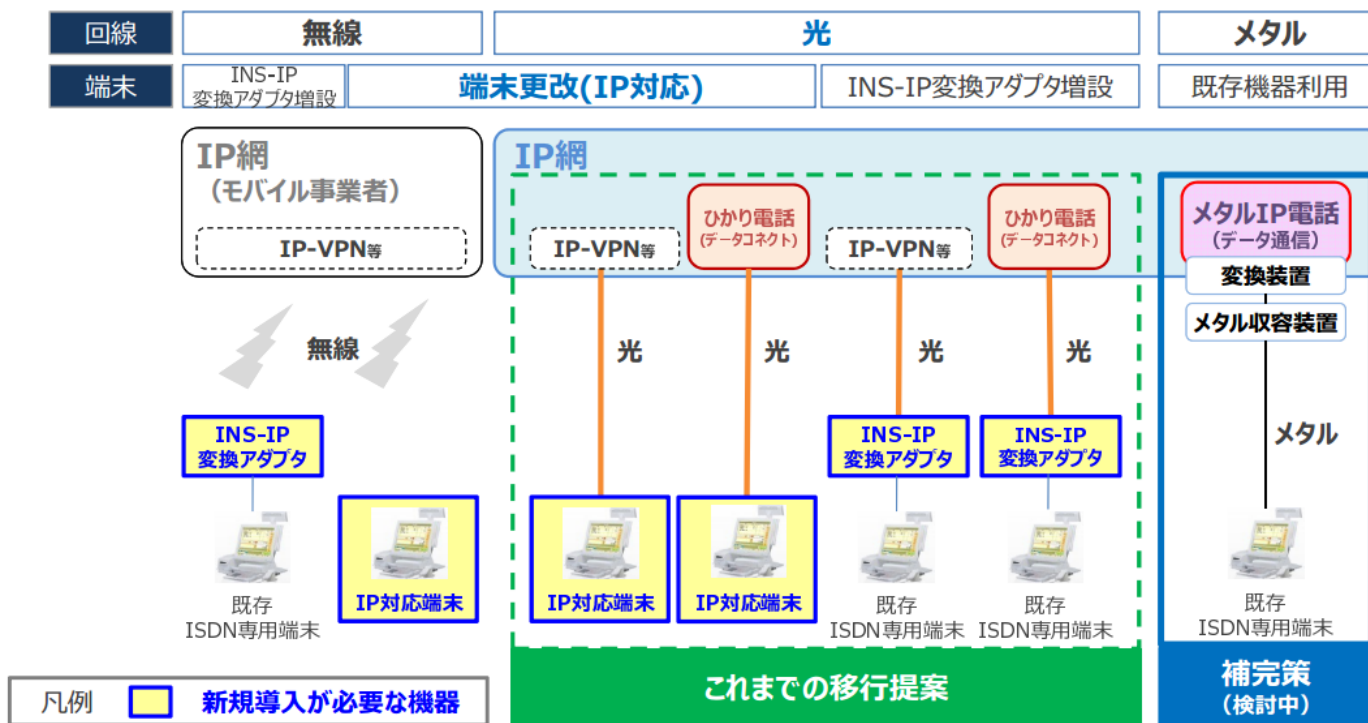 回線
無線
光
メタル
端末
INS-IP
変換アダプタ増設
端末更改(IP対応)
INS-IP変換アダプタ増設
既存機器利用
IP網
（モバイル事業者）
IP-VPN等
IP網
IP-VPN等
ひかり電話
(データコネクト)
IP-VPN等
ひかり電話
(データコネクト)
メタルIP電話
(データ通信)
変換装置
メタル収容装置
無線
光
光
光
光
メタル
INS-IP
変換アダプタ
INS-IP
変換アダプタ
INS-IP
変換アダプタ
既存
ISDN専用端末
IP対応端末
IP対応端末
IP対応端末
既存
ISDN専用端末
既存
ISDN専用端末
既存
ISDN専用端末
凡例
新規導入が必要な機器
これまでの移行提案
補完策
(検討中)